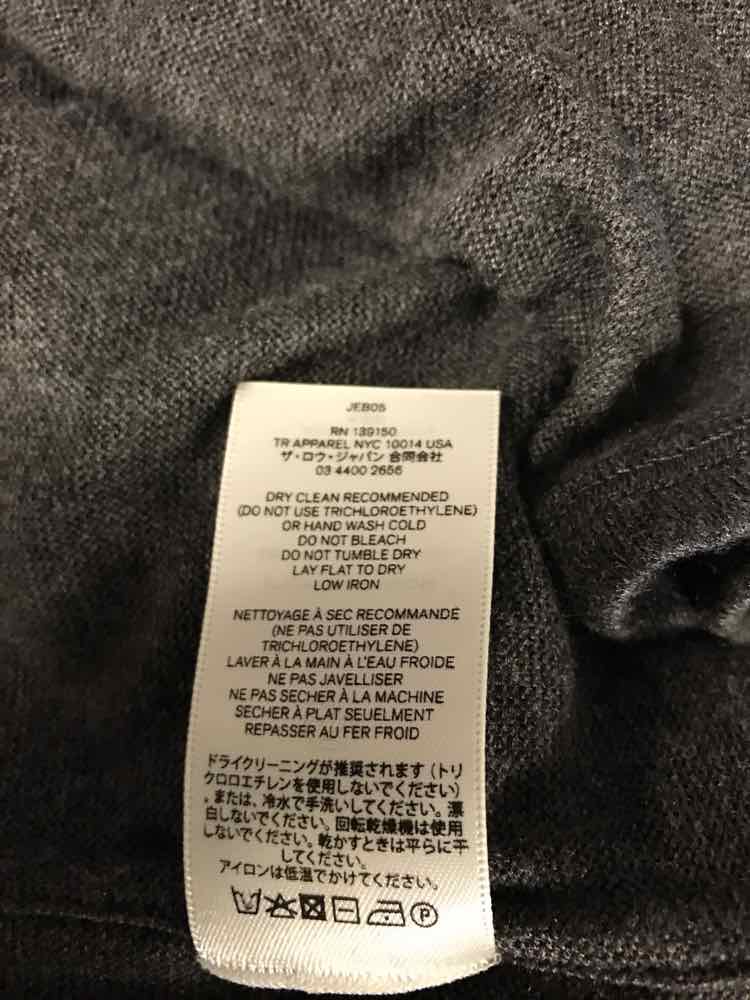 JEB05
RN 139150
TR APPAREL NYC 10014 USA
ザ・ロウ・ジャパン 合同会社
03 4400 2656
DRY CLEAN RECOMMENDED
(DO NOT USE TRICHLOROETHYLENE)
OR HAND WASH COLD
DO NOT BLEACH
DO NOT TUMBLE DRY
LAY FLAT TO DRY
LOW IRON
NETTOYAGE À SEC RECOMMANDÉ
(NE PAS UTILISER DE
TRICHLOROETHYLENE)
LAVER À LA MAIN À L'EAU FROIDE
NE PAS JAVELLISER
NE PAS SECHER À LA MACHINE
SECHER À PLAT SEUELMENT
REPASSER AU FER FROID
ドライクリーニングが推奨されます(トリ
クロロエチレンを使用しないでください)
。または、冷水で手洗いしてください。漂
白しないでください。回転乾燥機は使用
しないでください。乾かすときは平らに干
してください。
アイロンは低温でかけてください。
P